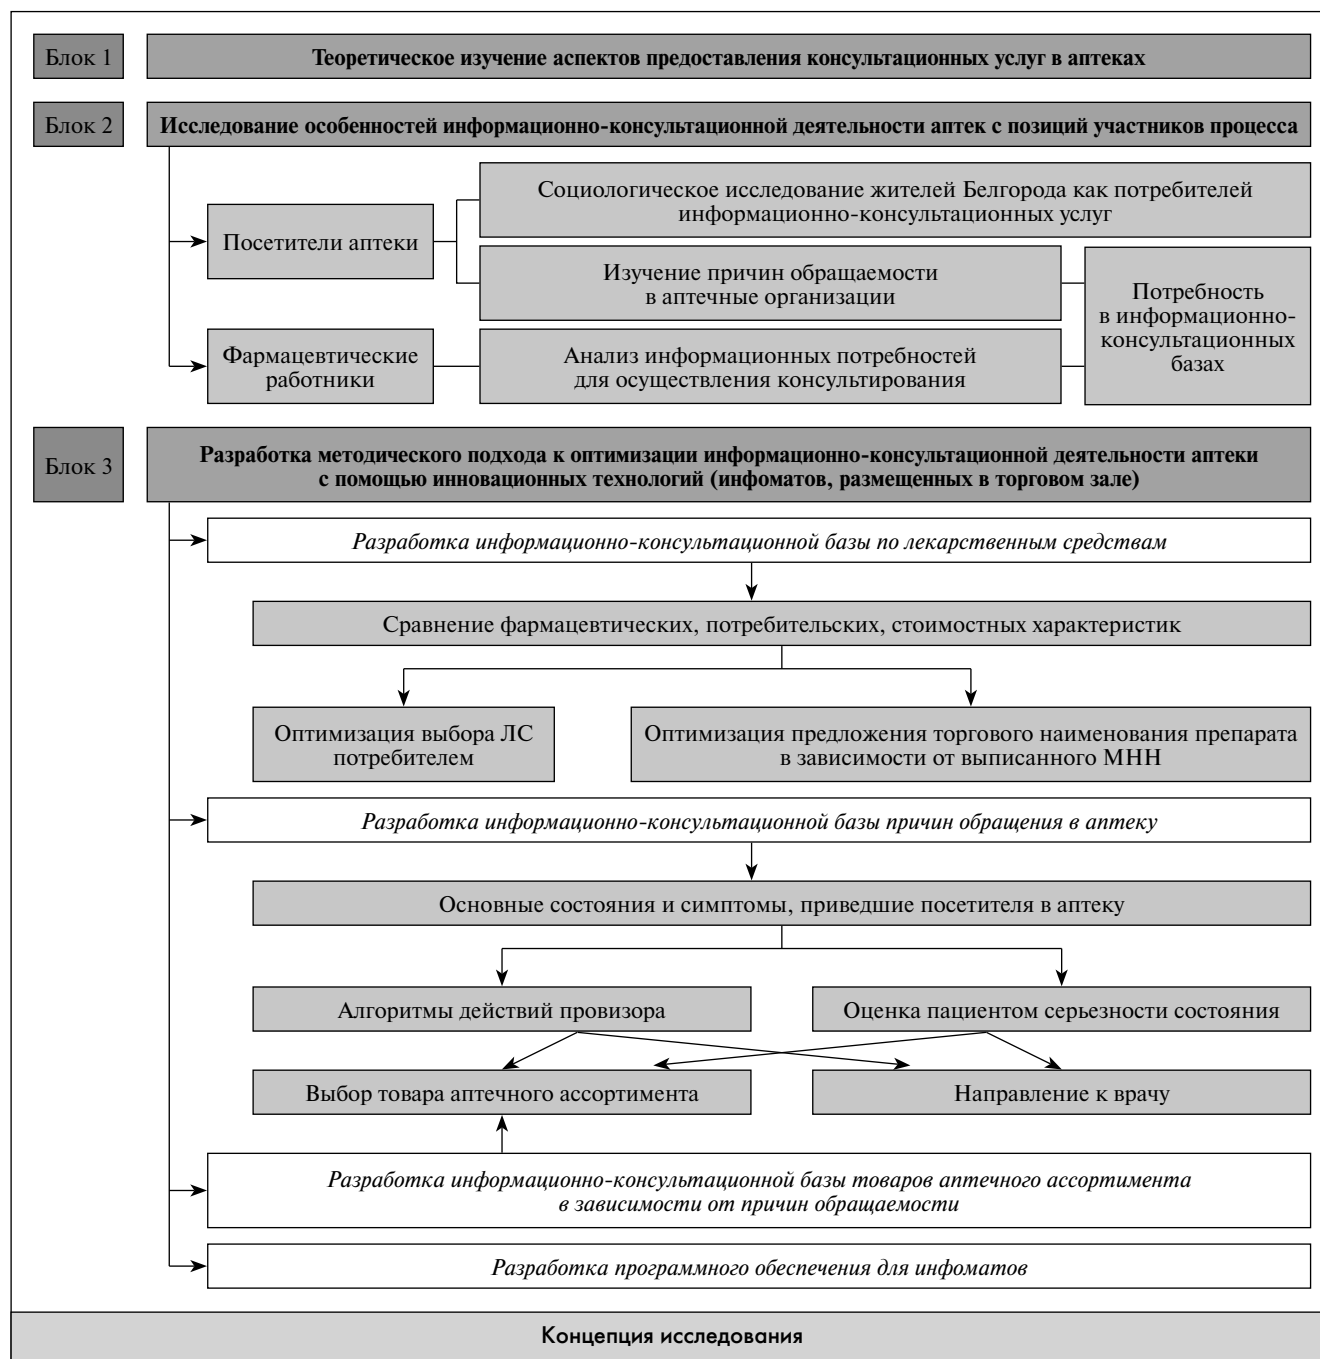 Блок 1
Теоретическое изучение аспектов предоставления консультационных услуг в аптеках
Блок 2
Исследование особенностей информационно-консультационной деятельности аптек с позиций участников процесса
Социологическое исследование жителей Белгорода как потребителей
информационно-консультационных услуг
Посетители аптеки
Изучение причин обращаемости
в аптечные организации
Потребность
в информационно-
консультационных
базах
Фармацевтические
работники
Анализ информационных потребностей
для осуществления консультирования
Блок 3
Разработка методического подхода к оптимизации информационно-консультационной деятельности аптеки
с помощью инновационных технологий (инфоматов, размещенных в торговом зале)
Разработка информационно-консультационной базы по лекарственным средствам
Сравнение фармацевтических, потребительских, стоимостных характеристик
Оптимизация выбора ЛС
потребителем
Оптимизация предложения торгового наименования препарата
в зависимости от выписанного МНН
Разработка информационно-консультационной базы причин обращения в аптеку
Основные состояния и симптомы, приведшие посетителя в аптеку
Алгоритмы действий провизора
Оценка пациентом серьезности состояния
Выбор товара аптечного ассортимента
Направление к врачу
Разработка информационно-консультационной базы товаров аптечного ассортимента
в зависимости от причин обращаемости
Разработка программного обеспечения для инфоматов
Концепция исследования